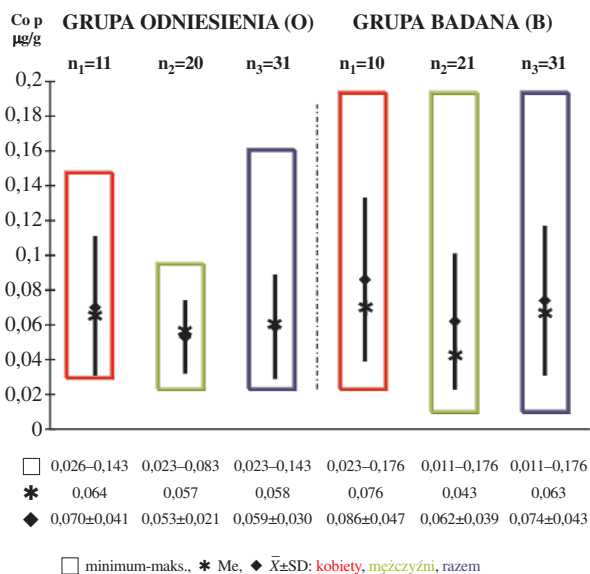 Co p GRUPA ODNIESIENIA (O) GRUPA BADANA (B)
µg/g
n₁=11 n₂=20 n₃=31 n₁=10 n₂=21 n₃=31
0,2
0,18
0,16
0,14
0,12
0,1
0,08
0,06
0,04
0,02
0
0,026–0,143 0,023–0,083 0,023–0,143 0,023–0,176 0,011–0,176 0,011–0,176
0,064 0,057 0,058 0,076 0,043 0,063
0,070±0,041 0,053±0,021 0,059±0,030 0,086±0,047 0,062±0,039 0,074±0,043
minimum-maks., Me, X̄±SD: kobiety, mężczyźni, razem